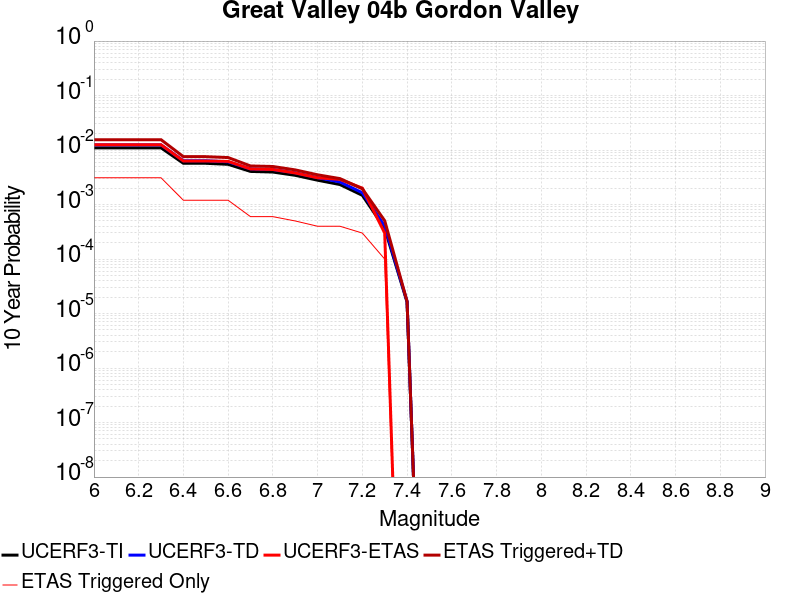 Great Valley 04b Gordon Valley
10 Year Probability
10^0
10^-1
10^-2
10^-3
10^-4
10^-5
10^-6
10^-7
10^-8
6 6.2 6.4 6.6 6.8 7 7.2 7.4 7.6 7.8 8 8.2 8.4 8.6 8.8 9
Magnitude
UCERF3-TI UCERF3-TD UCERF3-ETAS ETAS Triggered+TD
ETAS Triggered Only